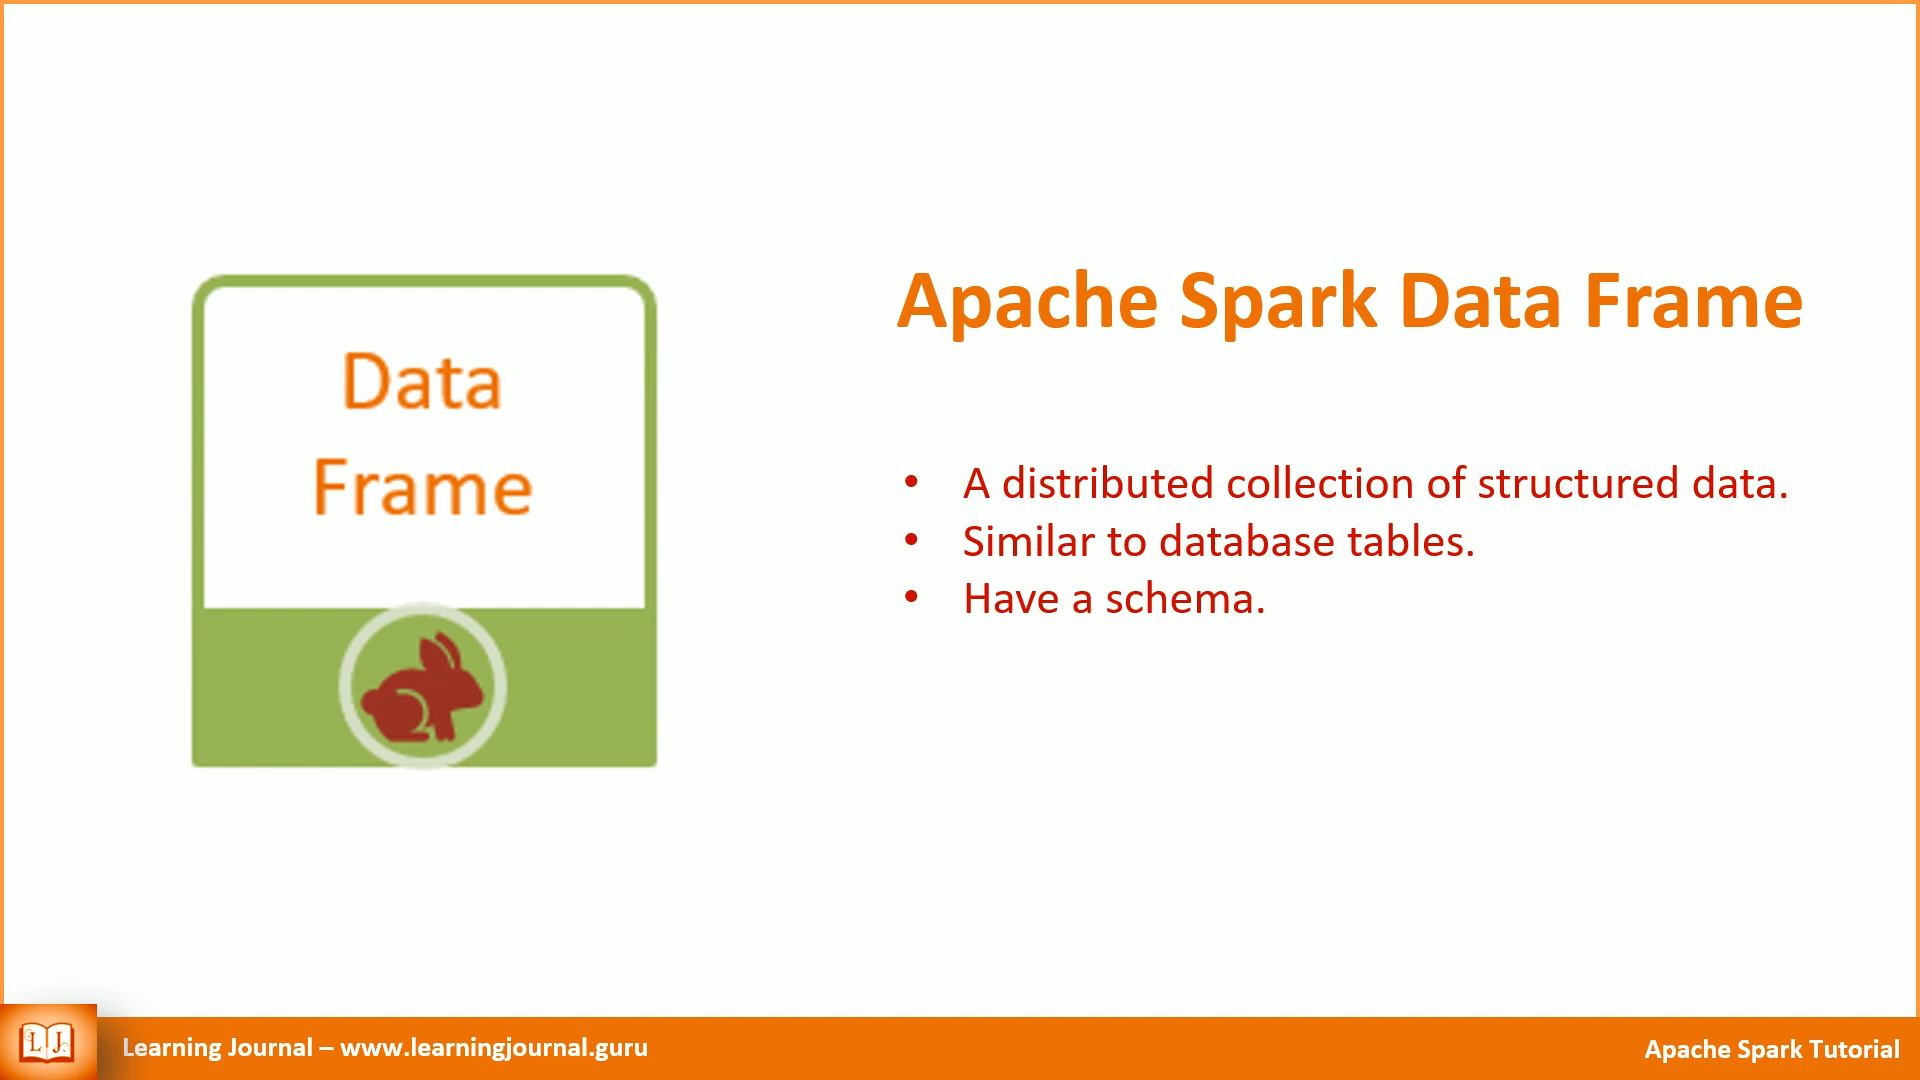 Data
Frame
Apache Spark Data Frame
• A distributed collection of structured data.
• Similar to database tables.
• Have a schema.
LJ
Learning Journal – www.learningjournal.guru
Apache Spark Tutorial